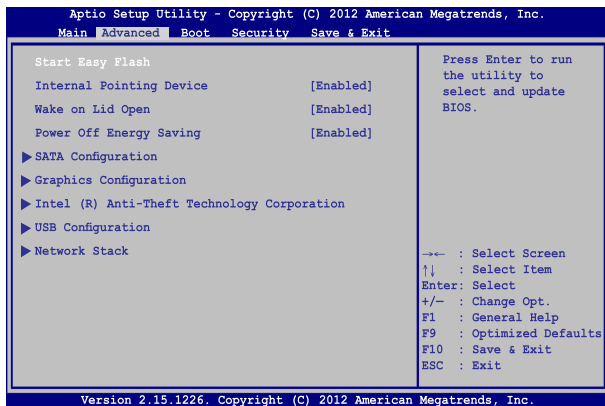 Aptio Setup Utility - Copyright (C) 2012 American Megatrends, Inc.
Main Advanced Boot Security Save & Exit
Start Easy Flash
Internal Pointing Device [Enabled]
Wake on Lid Open [Enabled]
Power Off Energy Saving [Enabled]
SATA Configuration
Graphics Configuration
Intel (R) Anti-Theft Technology Corporation
USB Configuration
Network Stack
Press Enter to run
the utility to
select and update
BIOS.
→← : Select Screen
↑↓ : Select Item
Enter: Select
+/— : Change Opt.
F1 : General Help
F9 : Optimized Defaults
F10 : Save & Exit
ESC : Exit
Version 2.15.1226. Copyright (C) 2012 American Megatrends, Inc.